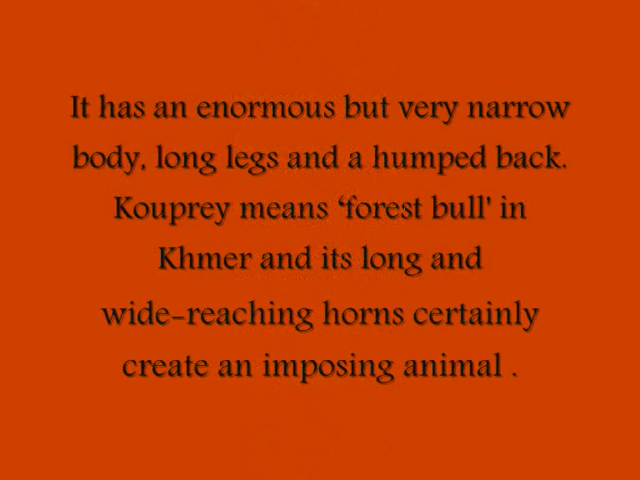 It has an enormous but very narrow
body, long legs and a humped back.
Kouprey means ‘forest bull' in
Khmer and its long and
wide-reaching horns certainly
create an imposing animal .